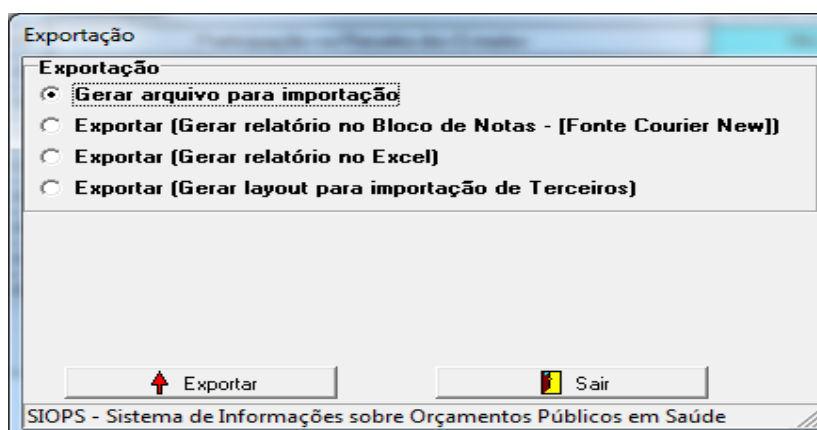 Exportação
Exportação
Gerar arquivo para importação
Exportar (Gerar relatório no Bloco de Notas - [Fonte Courier New])
Exportar (Gerar relatório no Excel)
Exportar (Gerar layout para importação de Terceiros)
Exportar
Sair
SIOPS - Sistema de Informações sobre Orçamentos Públicos em Saúde